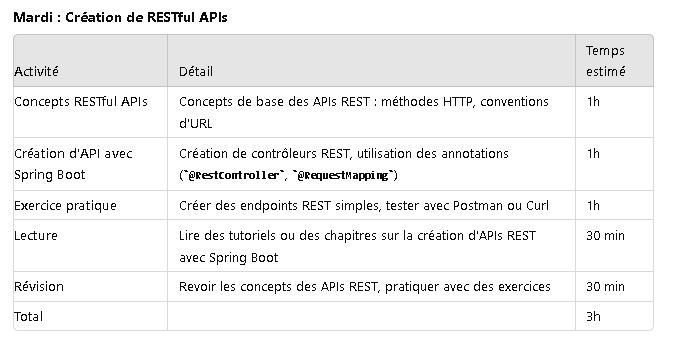 Mardi : Création de RESTful APIs
Activité Détail Temps estimé
Concepts RESTful APIs Concepts de base des APIs REST : méthodes HTTP, conventions d'URL 1h
Création d'API avec Spring Boot Création de contrôleurs REST, utilisation des annotations (`@RestController`, `@RequestMapping`) 1h
Exercice pratique Créer des endpoints REST simples, tester avec Postman ou Curl 1h
Lecture Lire des tutoriels ou des chapitres sur la création d'APIs REST avec Spring Boot 30 min
Révision Revoir les concepts des APIs REST, pratiquer avec des exercices 30 min
Total 3h